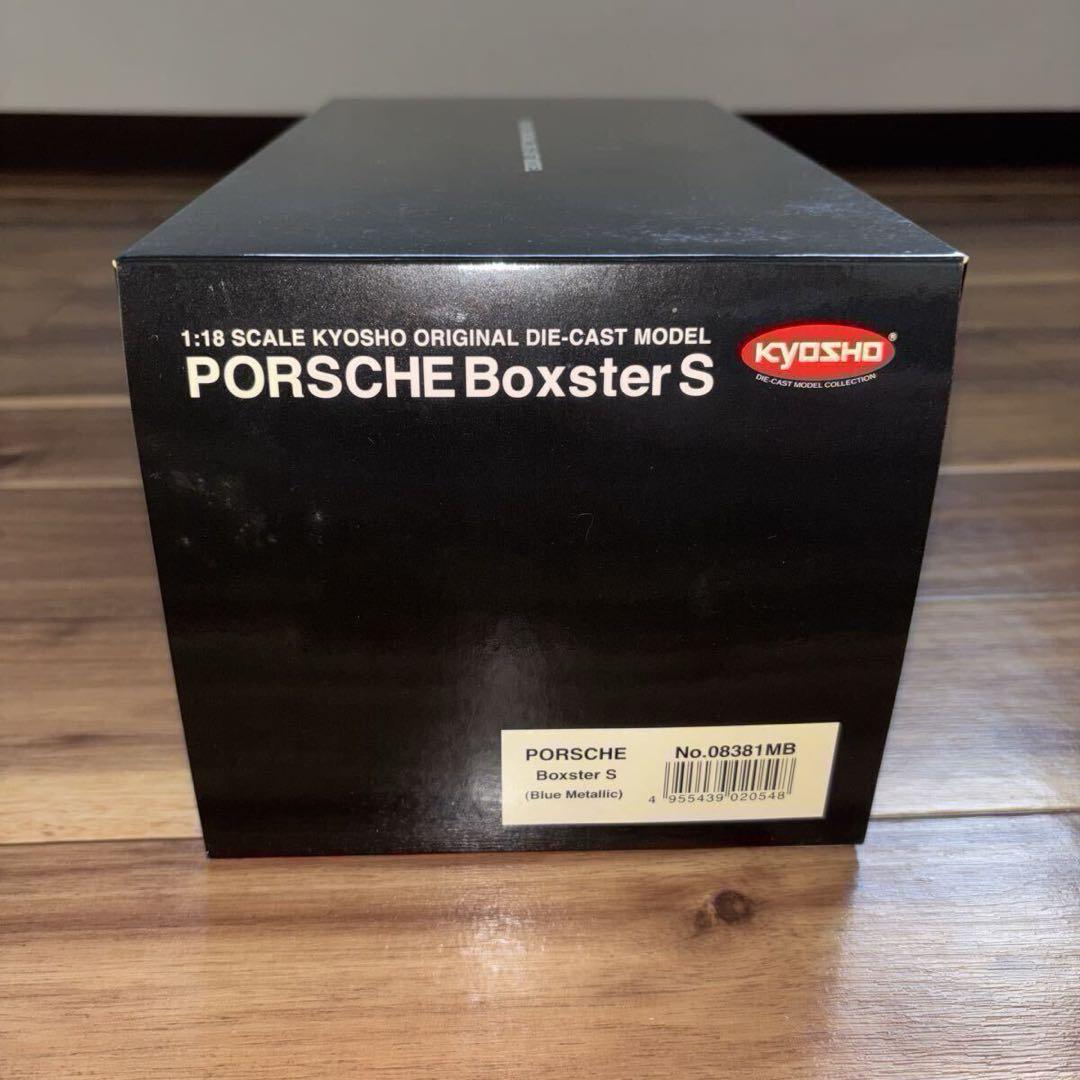 1:18 SCALE KYOSHO ORIGINAL DIE-CAST MODEL
PORSCHE Boxster S
KYOSHO®
DIE-CAST MODEL COLLECTION
PORSCHE No.08381MB
Boxster S
(Blue Metallic)
4 955439 020548